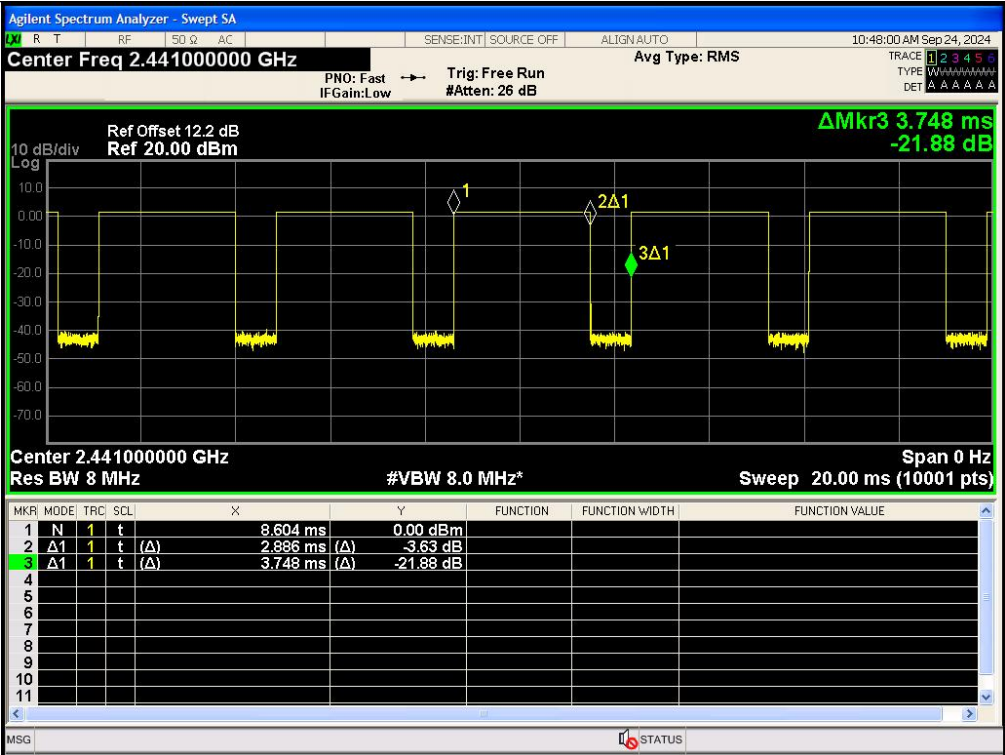 Agilent Spectrum Analyzer - Swept SA
LXI R T RF 50 Ω AC SENSE:INT SOURCE OFF ALIGN AUTO 10:48:00 AM Sep 24, 2024
Center Freq 2.441000000 GHz
PNO: Fast
IFGain:Low
Trig: Free Run
#Atten: 26 dB
Avg Type: RMS
TRACE 1 2 3 4 5 6
TYPE W
DET A A A A A A
10 dB/div
Log
Ref Offset 12.2 dB
Ref 20.00 dBm
ΔMkr3 3.748 ms
-21.88 dB
10.0
0.00
-10.0
-20.0
-30.0
-40.0
-50.0
-60.0
-70.0
1
2Δ1
3Δ1
Center 2.441000000 GHz Span 0 Hz
Res BW 8 MHz #VBW 8.0 MHz* Sweep 20.00 ms (10001 pts)
MKR MODE TRC SCL X Y FUNCTION FUNCTION WIDTH FUNCTION VALUE
1 N 1 t 8.604 ms 0.00 dBm
2 Δ1 1 t (Δ) 2.886 ms (Δ) -3.63 dB
3 Δ1 1 t (Δ) 3.748 ms (Δ) -21.88 dB
4
5
6
7
8
9
10
11
MSG STATUS